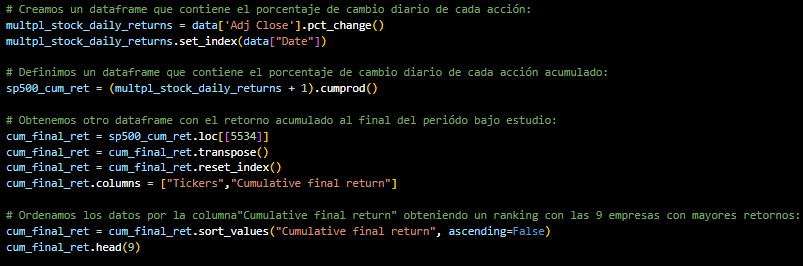 # Creamos un dataframe que contiene el porcentaje de cambio diario de cada acción:
multpl_stock_daily_returns = data['Adj Close'].pct_change()
multpl_stock_daily_returns.set_index(data["Date"])
# Definimos un dataframe que contiene el porcentaje de cambio diario de cada acción acumulado:
sp500_cum_ret = (multpl_stock_daily_returns + 1).cumprod()
# Obtenemos otro dataframe con el retorno acumulado al final del periódo bajo estudio:
cum_final_ret = sp500_cum_ret.loc[[5534]]
cum_final_ret = cum_final_ret.transpose()
cum_final_ret = cum_final_ret.reset_index()
cum_final_ret.columns = ["Tickers","Cumulative final return"]
# Ordenamos los datos por la columna"Cumulative final return" obteniendo un ranking con las 9 empresas con mayores retornos:
cum_final_ret = cum_final_ret.sort_values("Cumulative final return", ascending=False)
cum_final_ret.head(9)